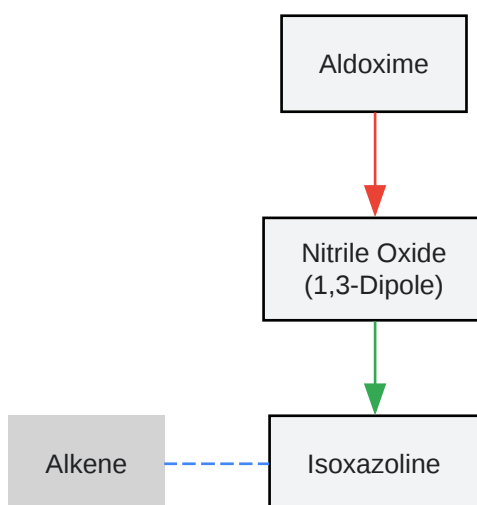 Aldoxime
Nitrile Oxide
(1,3-Dipole)
Alkene
Isoxazoline